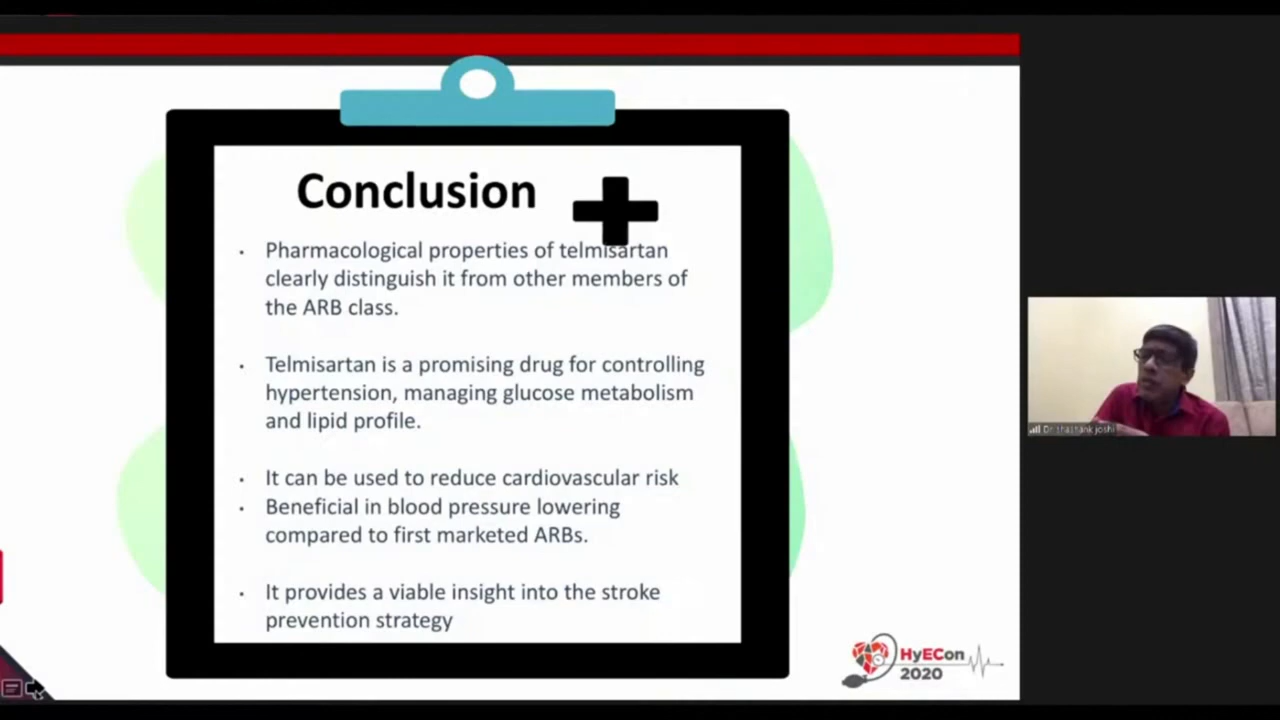 Conclusion
• Pharmacological properties of telmisartan
clearly distinguish it from other members of
the ARB class.
• Telmisartan is a promising drug for controlling
hypertension, managing glucose metabolism
and lipid profile.
• It can be used to reduce cardiovascular risk
• Beneficial in blood pressure lowering
compared to first marketed ARBs.
• It provides a viable insight into the stroke
prevention strategy
Dr shashank joshi
HyECon
2020